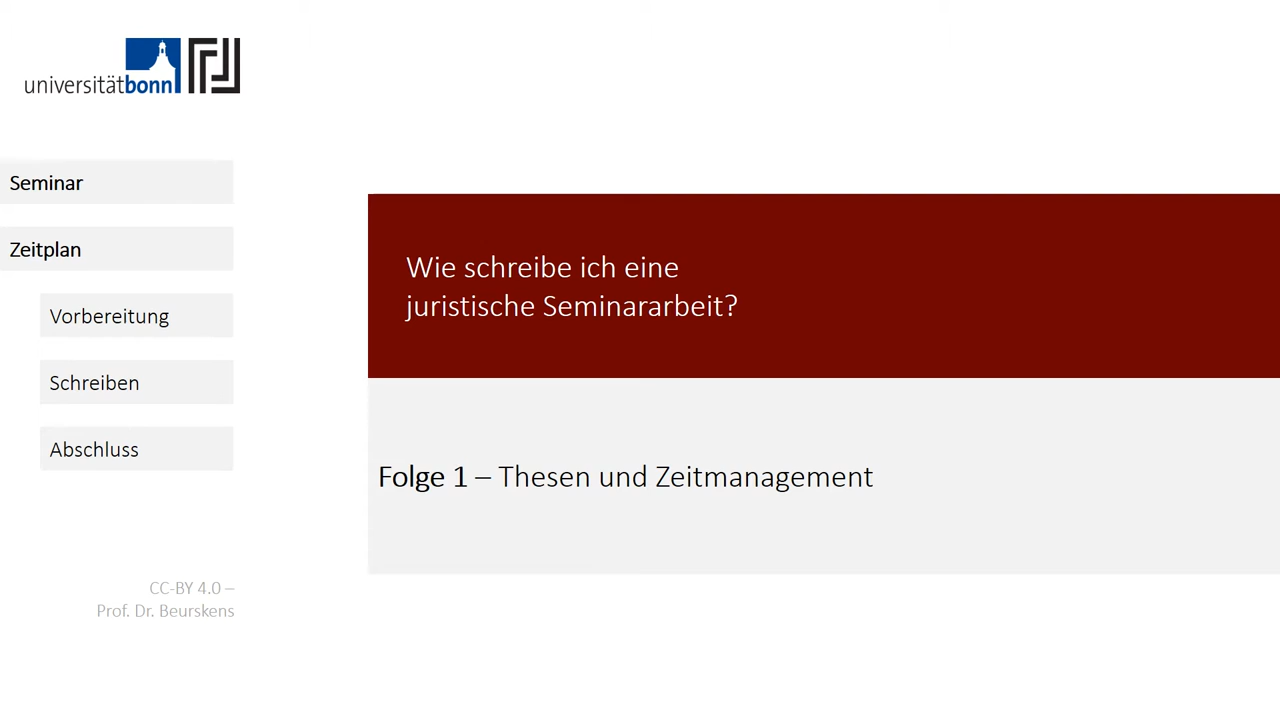 universitätbonn
Seminar
Zeitplan
Vorbereitung
Schreiben
Abschluss
CC-BY 4.0 –
Prof. Dr. Beurskens
Wie schreibe ich eine
juristische Seminararbeit?
Folge 1 – Thesen und Zeitmanagement